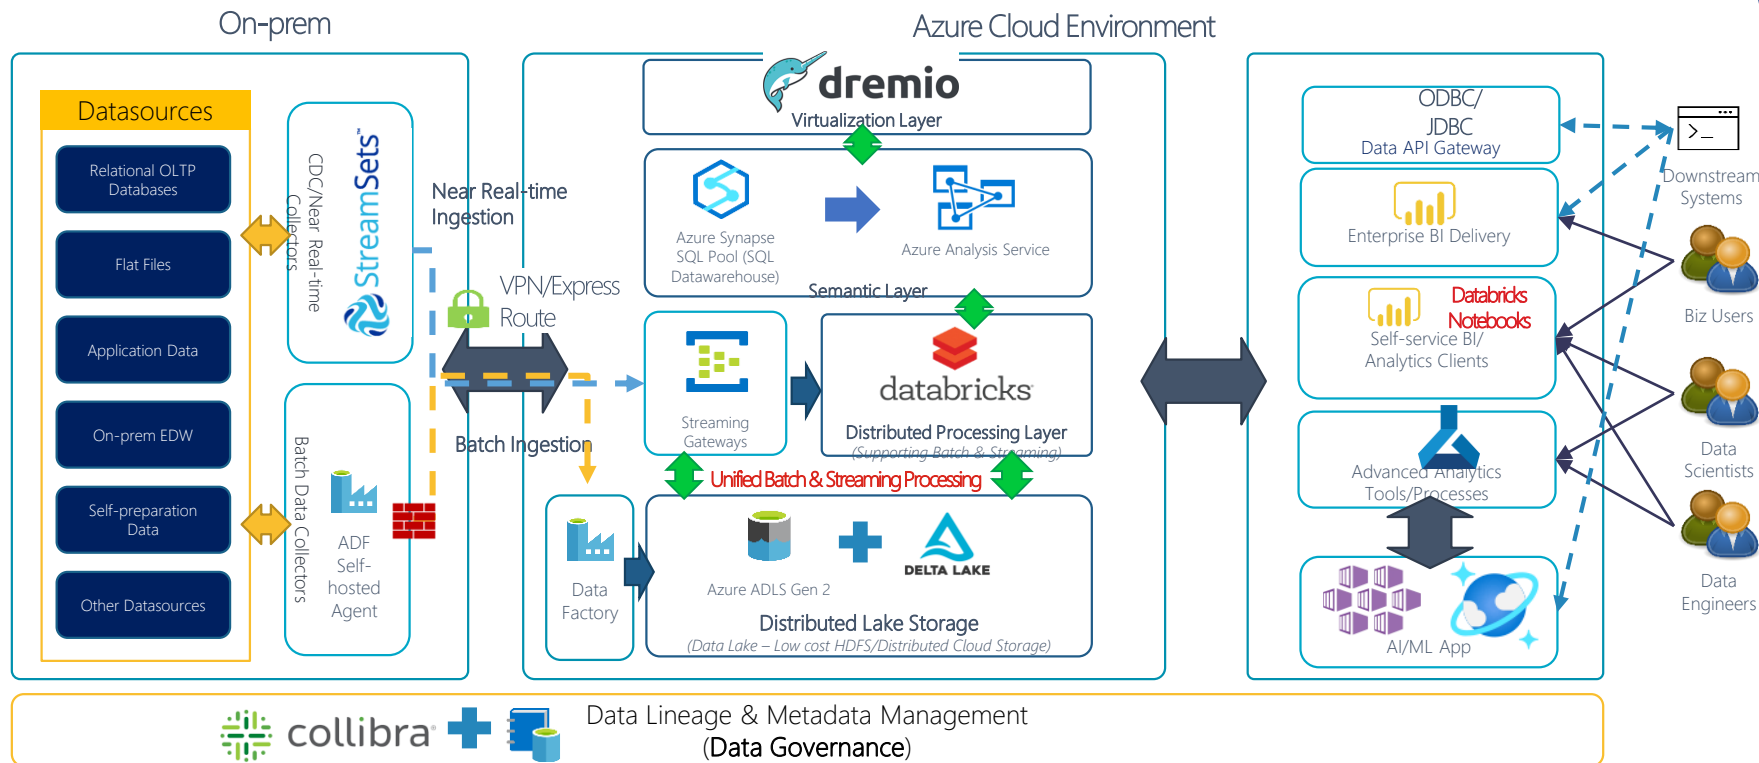 On-prem
Azure Cloud Environment
Datasources
Relational OLTP
Databases
Flat Files
Application Data
On-prem EDW
Self-preparation
Data
Other Datasources
CDC/Near Real-time
Collectors
StreamSets™
Batch Data Collectors
ADF
Self-
hosted
Agent
Near Real-time
Ingestion
VPN/Express
Route
Batch Ingestion
dremio
Virtualization Layer
Azure Synapse
SQL Pool (SQL
Datawarehouse)
Azure Analysis Service
Semantic Layer
Streaming
Gateways
databricks
Distributed Processing Layer
(Supporting Batch & Streaming)
Unified Batch & Streaming Processing
Data
Factory
Azure ADLS Gen 2
DELTA LAKE
Distributed Lake Storage
(Data Lake – Low cost HDFS/Distributed Cloud Storage)
ODBC/
JDBC
Data API Gateway
Enterprise BI Delivery
Databricks
Notebooks
Self-service BI/
Analytics Clients
Advanced Analytics
Tools/Processes
AI/ML App
>_
Downstream
Systems
Biz Users
Data
Scientists
Data
Engineers
collibra
Data Lineage & Metadata Management
(Data Governance)